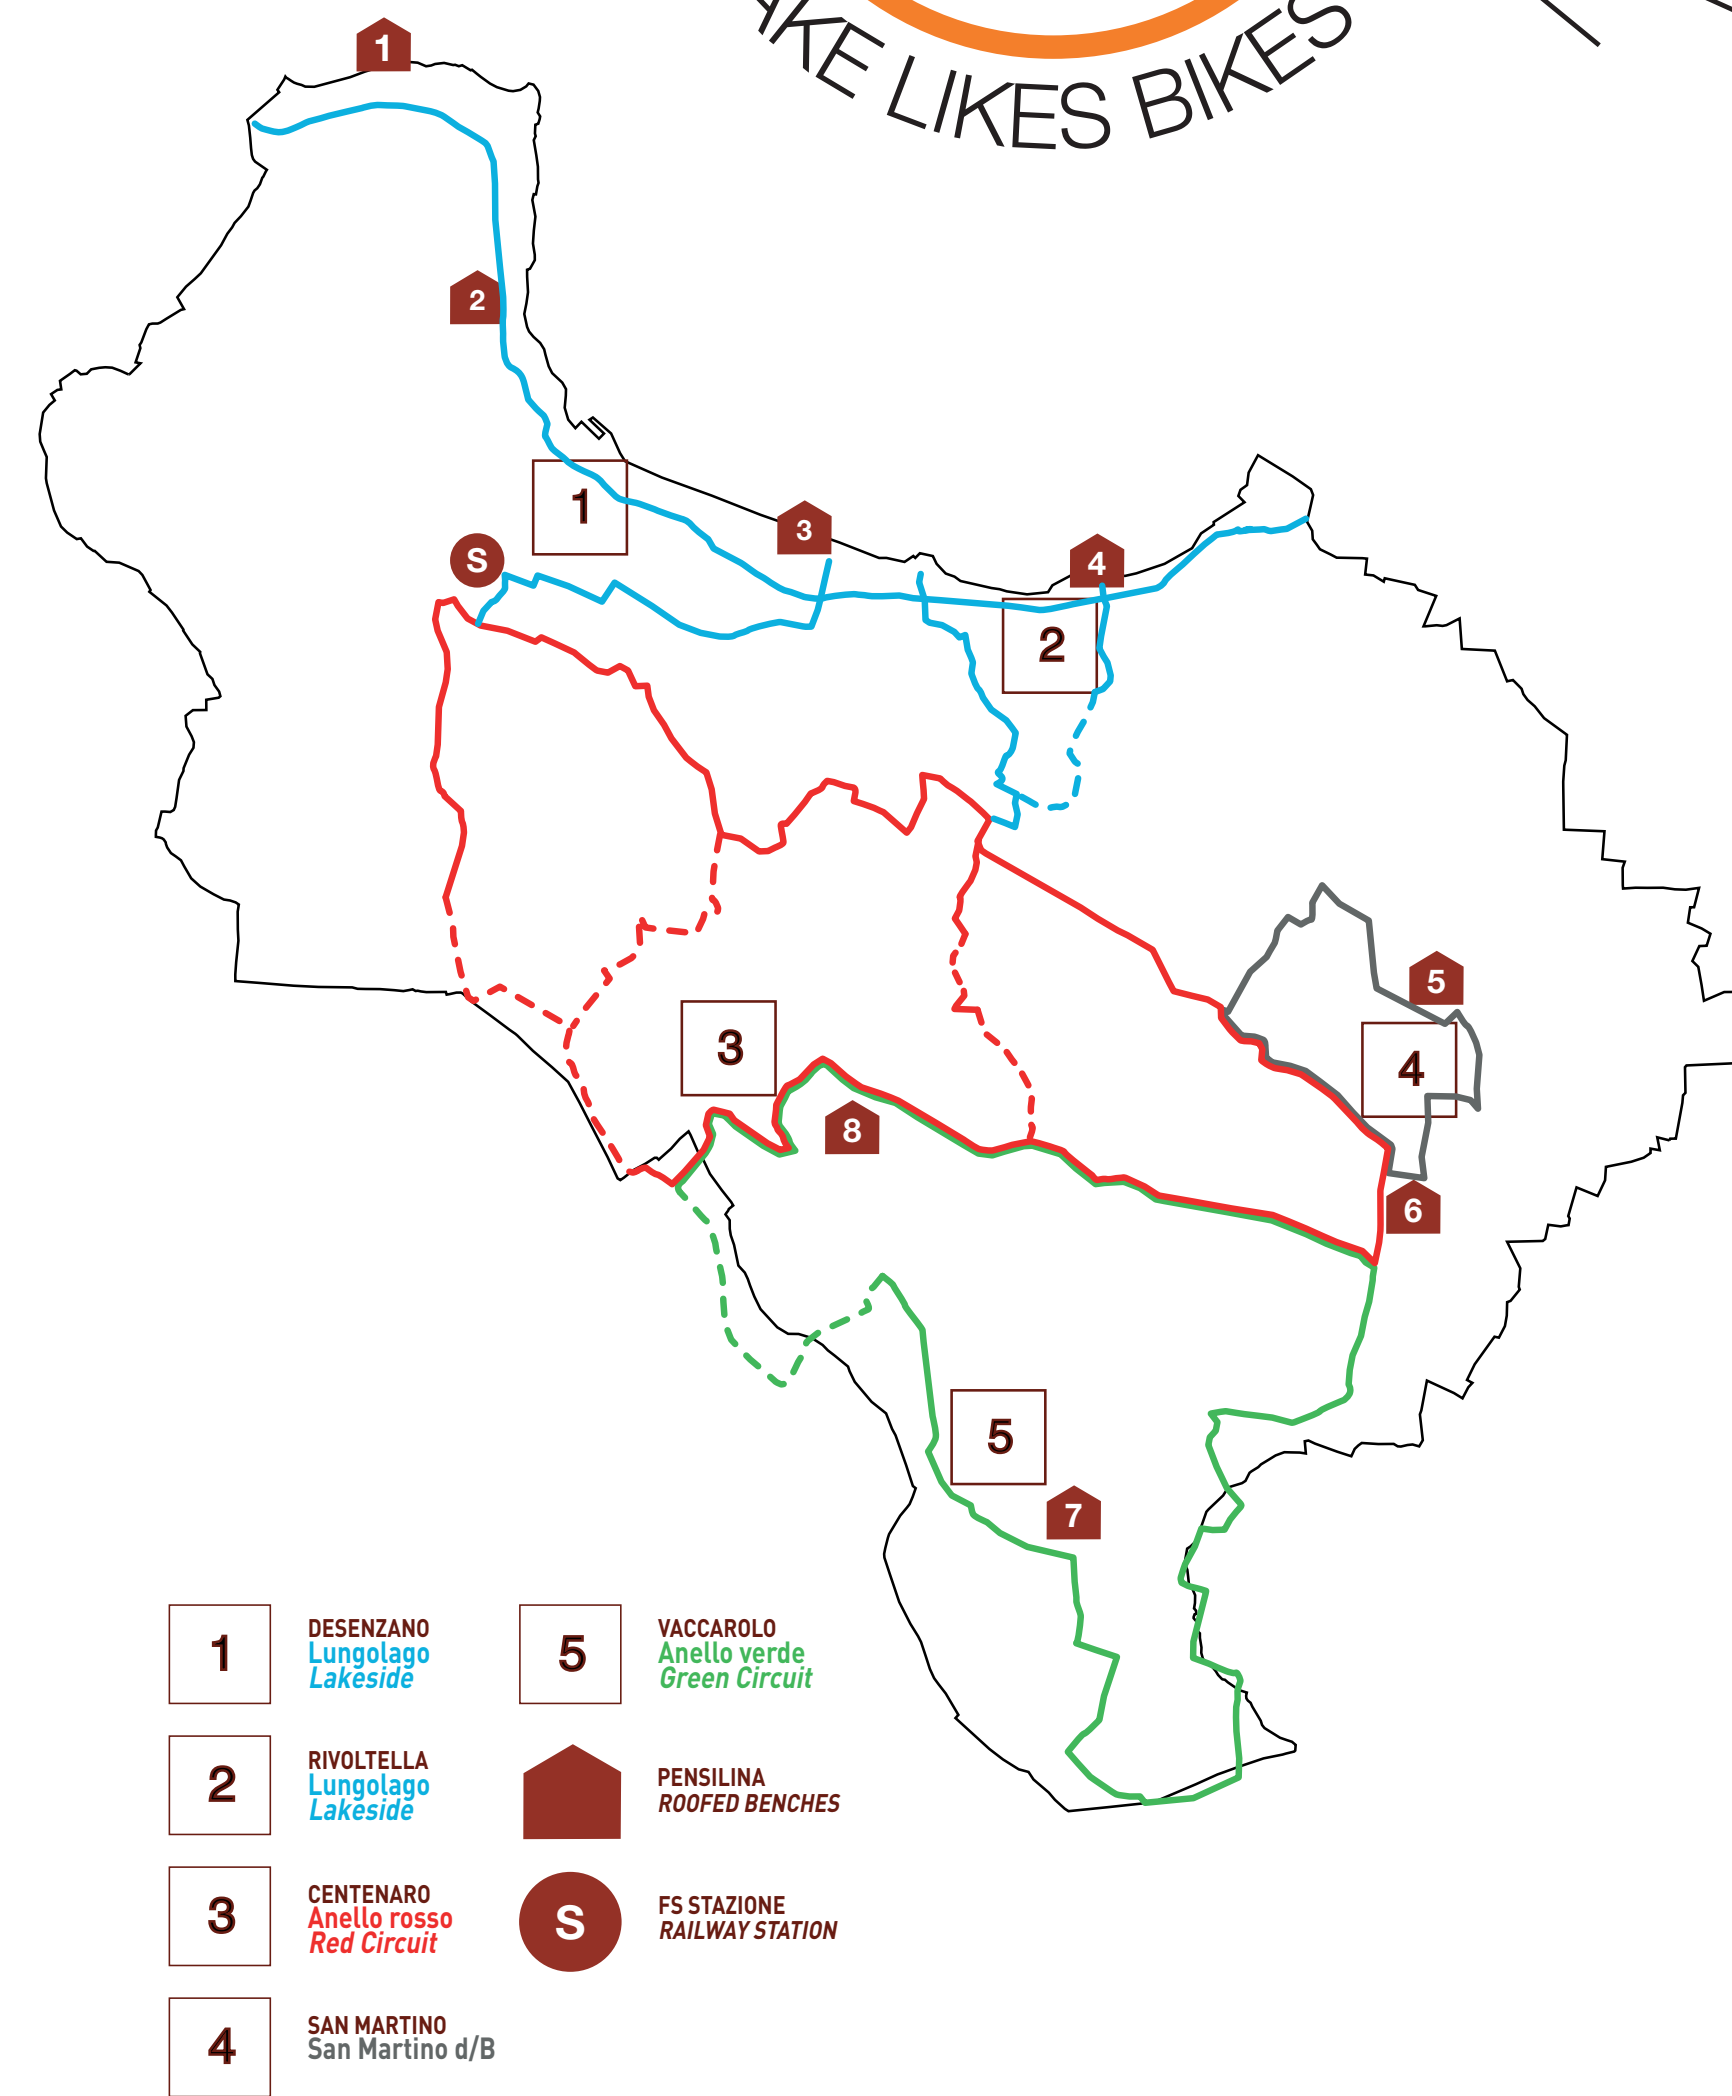 AKE LIKES BIKES
1
2
1
3
S
4
2
5
3
4
8
6
5
7
1
DESENZANO
Lungolago
Lakeside
5
VACCAROLO
Anello verde
Green Circuit
2
RIVOLTELLA
Lungolago
Lakeside
PENSILINA
ROOFED BENCHES
3
CENTENARO
Anello rosso
Red Circuit
S
FS STAZIONE
RAILWAY STATION
4
SAN MARTINO
San Martino d/B